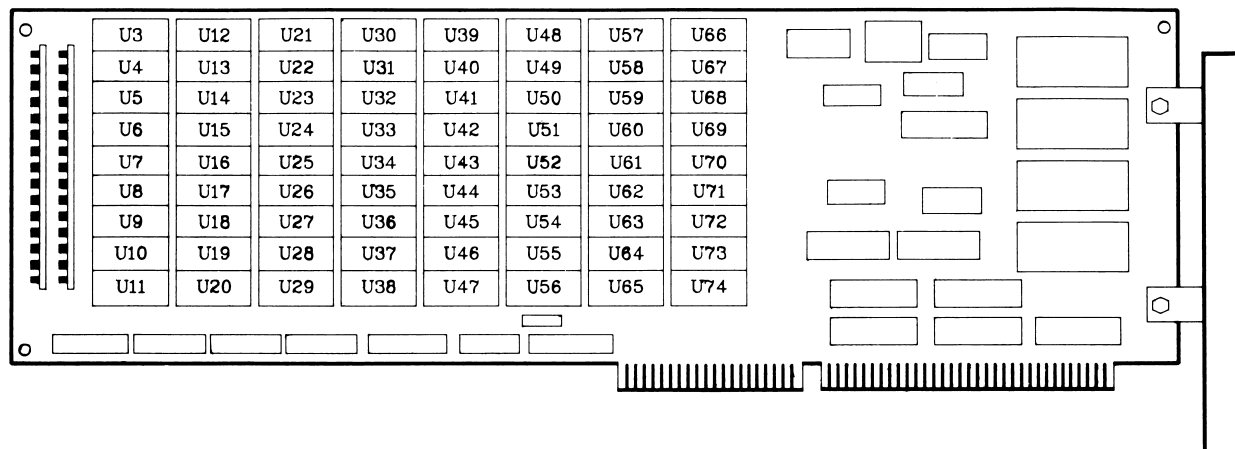 U3 U12 U21 U30 U39 U48 U57 U66
U4 U13 U22 U31 U40 U49 U58 U67
U5 U14 U23 U32 U41 U50 U59 U68
U6 U15 U24 U33 U42 U51 U60 U69
U7 U16 U25 U34 U43 U52 U61 U70
U8 U17 U26 U35 U44 U53 U62 U71
U9 U18 U27 U36 U45 U54 U63 U72
U10 U19 U28 U37 U46 U55 U64 U73
U11 U20 U29 U38 U47 U56 U65 U74